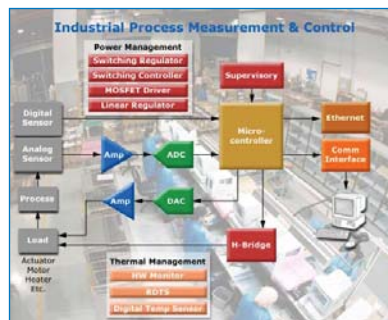 Industrial Process Measurement & Control
Power Management
Switching Regulator
Switching Controller
MOSFET Driver
Linear Regulator
Supervisory
Digital
Sensor
Analog
Sensor
Amp
ADC
Micro-
controller
Ethernet
Comm
Interface
Process
Amp
DAC
Load
H-Bridge
Actuator
Motor
Heater
Etc.
Thermal Management
HW Monitor
RDTS
Digital Temp Sensor